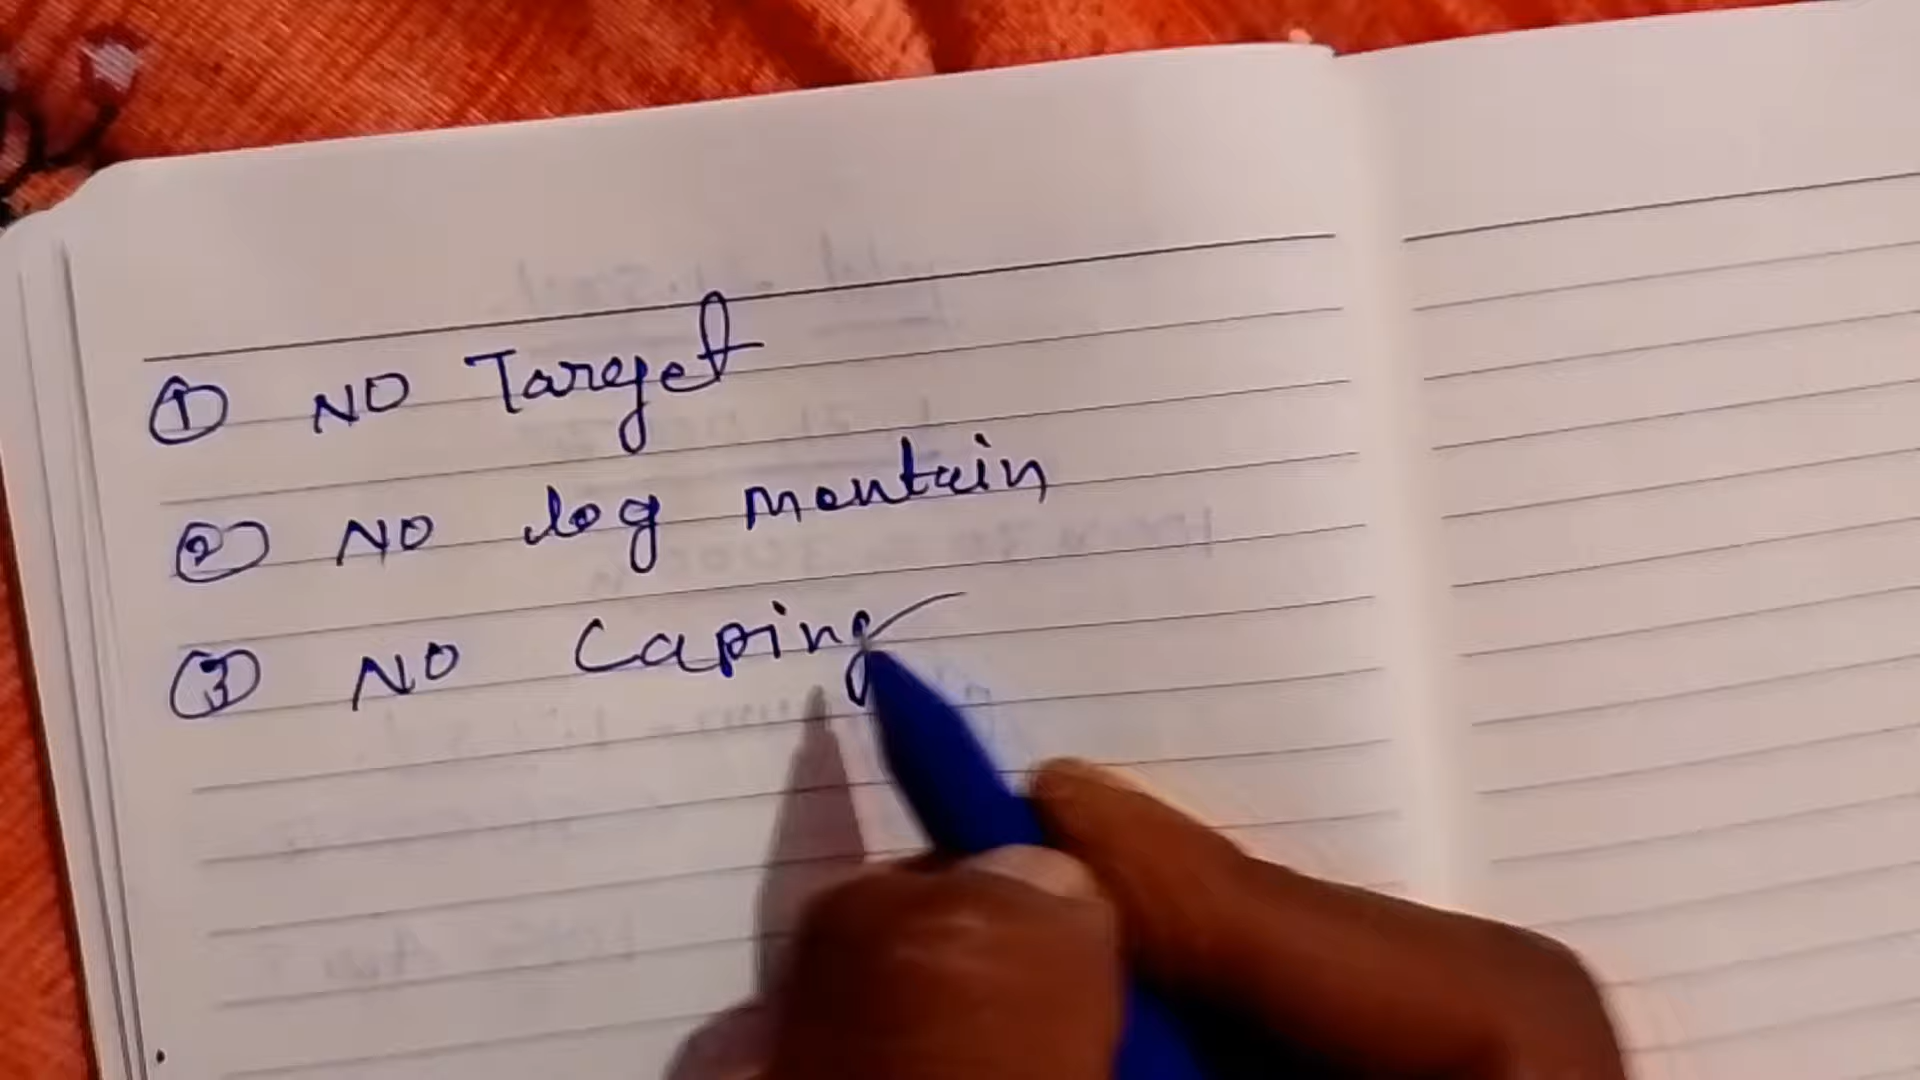 ① NO Target
② NO log mentain
③ NO Caping